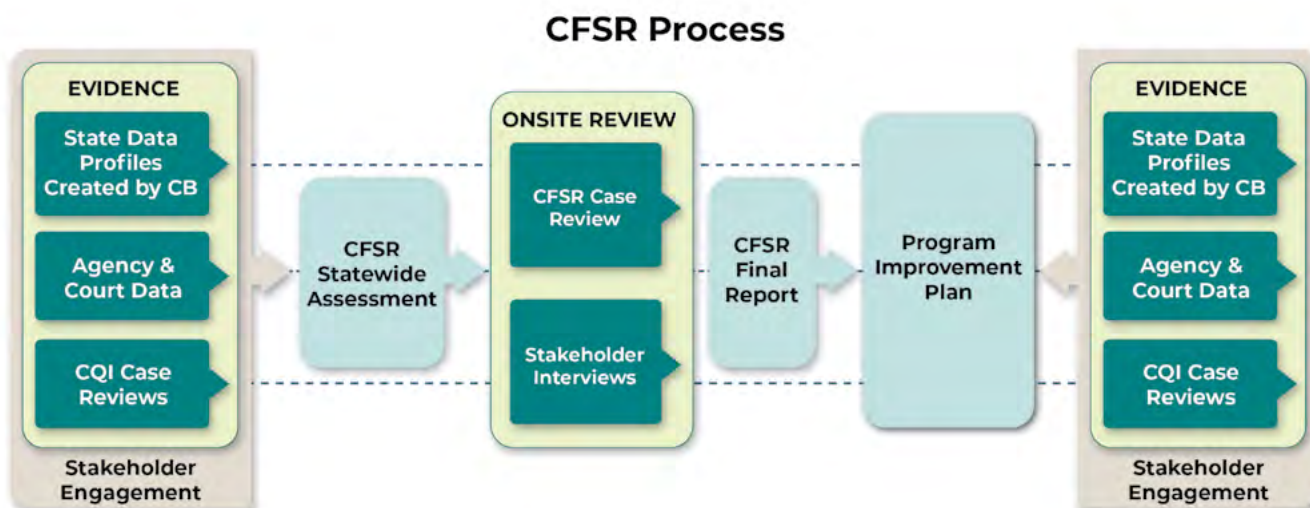 CFSR Process
EVIDENCE
State Data
Profiles
Created by CB
Agency &
Court Data
CQI Case
Reviews
Stakeholder
Engagement
CFSR
Statewide
Assessment
ONSITE REVIEW
CFSR Case
Review
Stakeholder
Interviews
CFSR
Final
Report
Program
Improvement
Plan
EVIDENCE
State Data
Profiles
Created by CB
Agency &
Court Data
CQI Case
Reviews
Stakeholder
Engagement